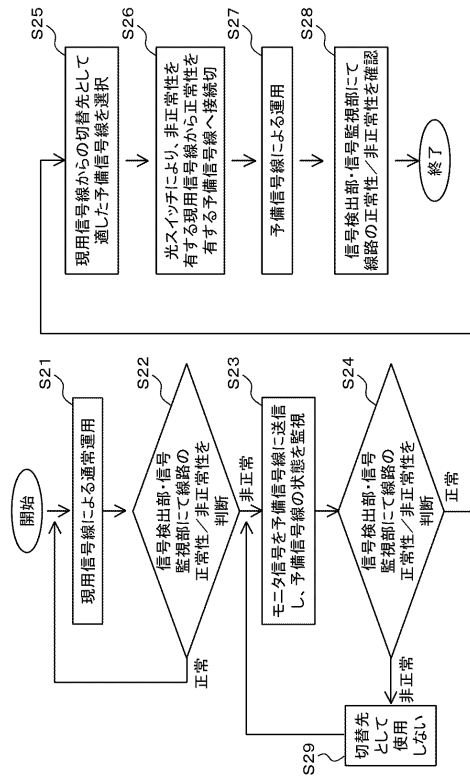 開始
S21
現用信号線による通常運用
S22
信号検出部・信号
監視部にて線路の
正常性／非正常性を
判断
正常
非正常
S23
モニタ信号を予備信号線に送信
し、予備信号線の状態を監視
S24
信号検出部・信号
監視部にて線路の
正常性／非正常性を
判断
非正常
正常
S29
切替先
として
使用
しない
S25
現用信号線からの切替先として
適した予備信号線を選択
S26
光スイッチにより、非正常性を
有する現用信号線から正常性を
有する予備信号線へ接続切替
S27
予備信号線による運用
S28
信号検出部・信号監視部にて
線路の正常性／非正常性を確認
終了